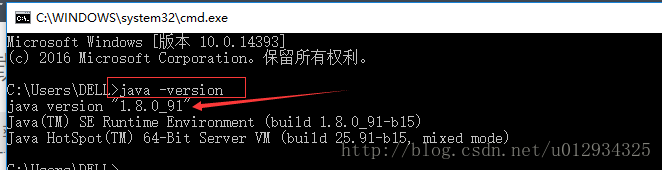 C:\WINDOWS\system32\cmd.exe
Microsoft Windows [版本 10.0.14393]
(c) 2016 Microsoft Corporation。保留所有权利。
C:\Users\DELL>java -version
java version "1.8.0_91"
Java(TM) SE Runtime Environment (build 1.8.0_91-b15)
Java HotSpot(TM) 64-Bit Server VM (build 25.91-b15, mixed mode)
http://blog.csdn.net/u012934325
C:\Users\DELL>